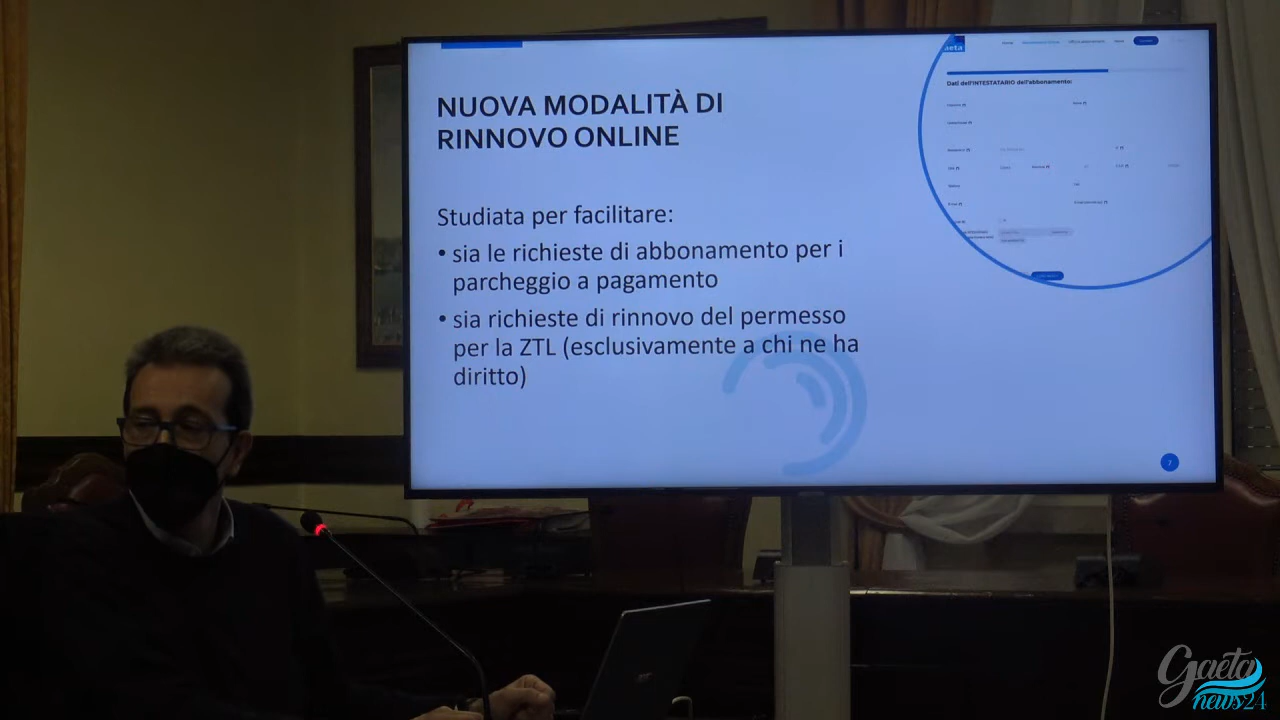 NUOVA MODALITÀ DI
RINNOVO ONLINE
Studiata per facilitare:
• sia le richieste di abbonamento per i
parcheggio a pagamento
• sia richieste di rinnovo del permesso
per la ZTL (esclusivamente a chi ne ha
diritto)
Dati dell'INTESTATARIO dell'abbonamento:
7
Gaeta
news24